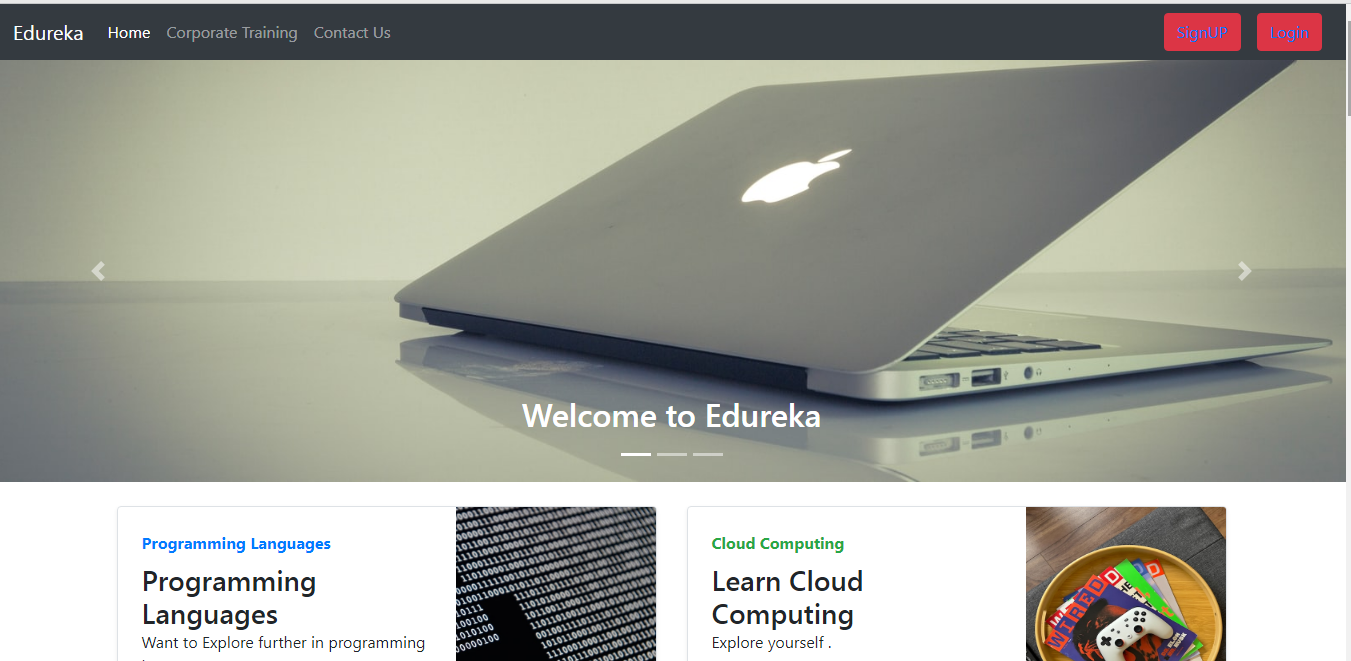 Edureka Home Corporate Training Contact Us SignUP Login
Welcome to Edureka
Programming Languages
Programming
Languages
Want to Explore further in programming
Cloud Computing
Learn Cloud
Computing
Explore yourself .
WIRED